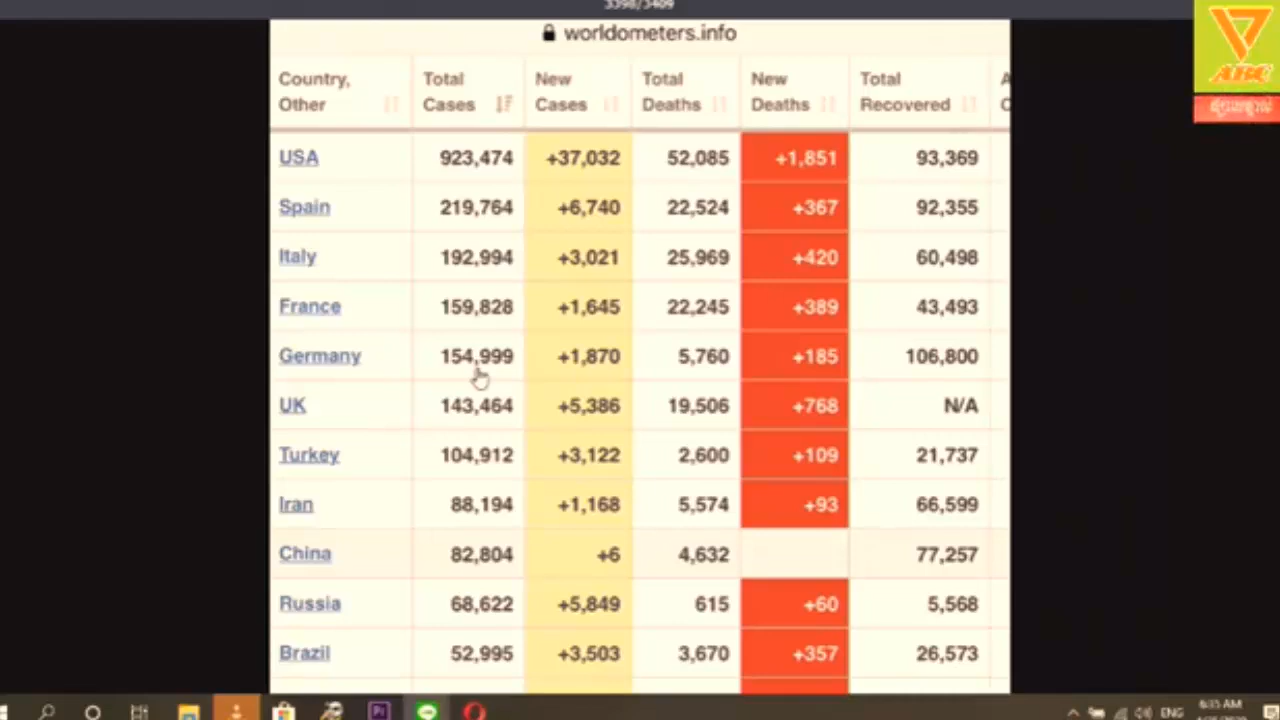 3398/3409
worldometers.info
ABC
Country, Other Total Cases New Cases Total Deaths New Deaths Total Recovered
USA 923,474 +37,032 52,085 +1,851 93,369
Spain 219,764 +6,740 22,524 +367 92,355
Italy 192,994 +3,021 25,969 +420 60,498
France 159,828 +1,645 22,245 +389 43,493
Germany 154,999 +1,870 5,760 +185 106,800
UK 143,464 +5,386 19,506 +768 N/A
Turkey 104,912 +3,122 2,600 +109 21,737
Iran 88,194 +1,168 5,574 +93 66,599
China 82,804 +6 4,632 77,257
Russia 68,622 +5,849 615 +60 5,568
Brazil 52,995 +3,503 3,670 +357 26,573
ENG 6:35 AM